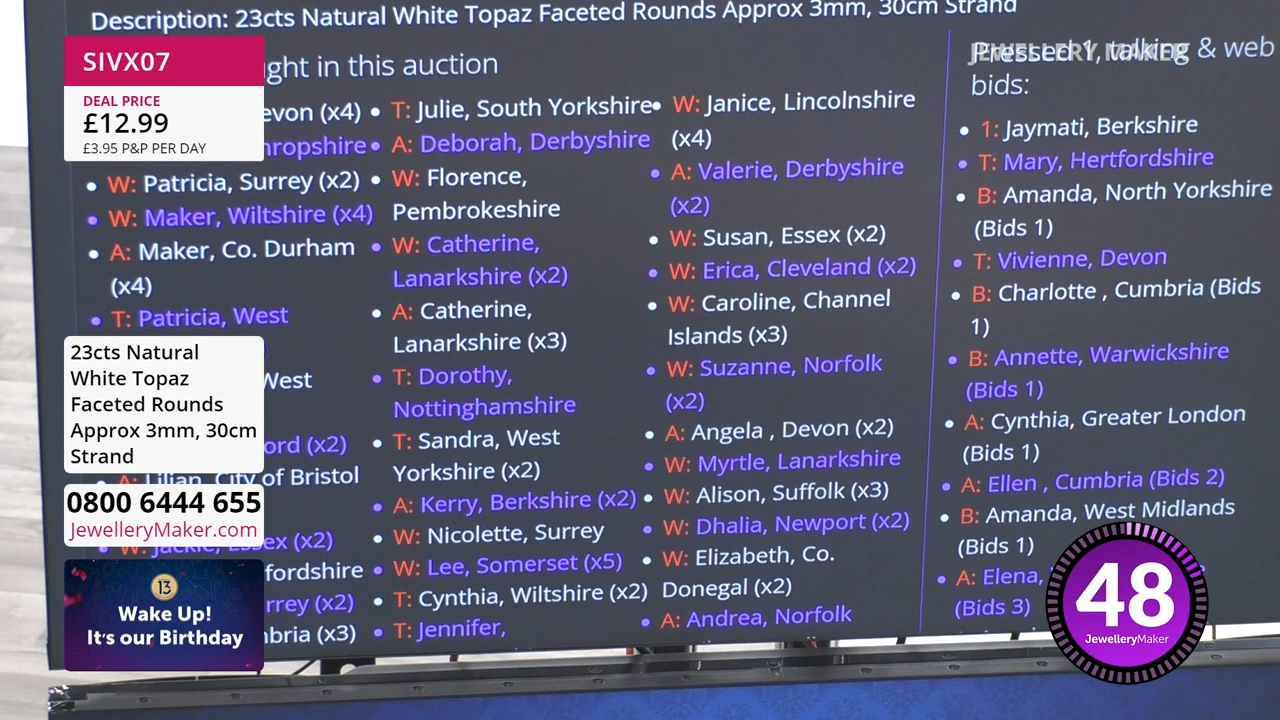 Description: 23cts Natural White Topaz Faceted Rounds Approx 3mm, 30cm Strand
SIVX07
DEAL PRICE
£12.99
£3.95 P&P PER DAY
ght in this auction
evon (x4)
hropshire
• W: Patricia, Surrey (x2)
• W: Maker, Wiltshire (x4)
• A: Maker, Co. Durham
(x4)
• T: Patricia, West
West
ord (x2)
Lilian, City of Bristol
W: Jackie, Essex (x2)
fordshire
rrey (x2)
mbria (x3)
• T: Julie, South Yorkshire
• A: Deborah, Derbyshire
• W: Florence,
Pembrokeshire
• W: Catherine,
Lanarkshire (x2)
• A: Catherine,
Lanarkshire (x3)
• T: Dorothy,
Nottinghamshire
• T: Sandra, West
Yorkshire (x2)
• A: Kerry, Berkshire (x2)
• W: Nicolette, Surrey
• W: Lee, Somerset (x5)
• T: Cynthia, Wiltshire (x2)
• T: Jennifer,
• W: Janice, Lincolnshire
(x4)
• A: Valerie, Derbyshire
(x2)
• W: Susan, Essex (x2)
• W: Erica, Cleveland (x2)
• W: Caroline, Channel
Islands (x3)
• W: Suzanne, Norfolk
(x2)
• A: Angela , Devon (x2)
• W: Myrtle, Lanarkshire
• W: Alison, Suffolk (x3)
• W: Dhalia, Newport (x2)
• W: Elizabeth, Co.
Donegal (x2)
• A: Andrea, Norfolk
JEWELLERY MAKER
Pressed 1, talking & web
bids:
• 1: Jaymati, Berkshire
• T: Mary, Hertfordshire
• B: Amanda, North Yorkshire
(Bids 1)
• T: Vivienne, Devon
• B: Charlotte , Cumbria (Bids
1)
• B: Annette, Warwickshire
(Bids 1)
• A: Cynthia, Greater London
(Bids 1)
• A: Ellen , Cumbria (Bids 2)
• B: Amanda, West Midlands
(Bids 1)
• A: Elena,
(Bids 3)
23cts Natural
White Topaz
Faceted Rounds
Approx 3mm, 30cm
Strand
0800 6444 655
JewelleryMaker.com
13
Wake Up!
It's our Birthday
48
JewelleryMaker